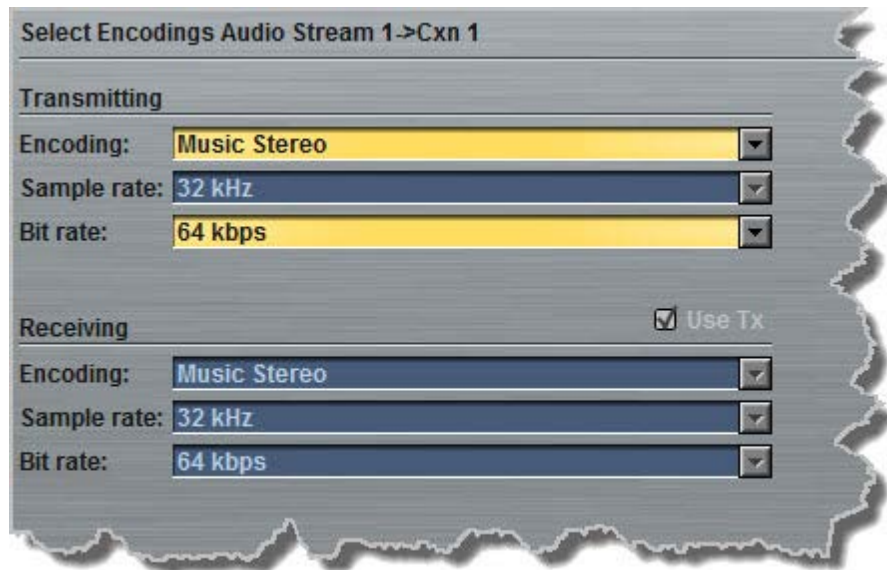 Select Encodings Audio Stream 1->Cxn 1
Transmitting
Encoding: Music Stereo
Sample rate: 32 kHz
Bit rate: 64 kbps
Receiving Use Tx
Encoding: Music Stereo
Sample rate: 32 kHz
Bit rate: 64 kbps